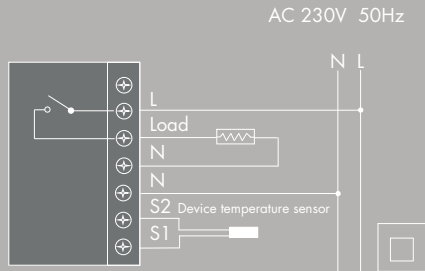 AC 230V 50Hz
N L
L
Load
N
N
S2 Device temperature sensor
S1